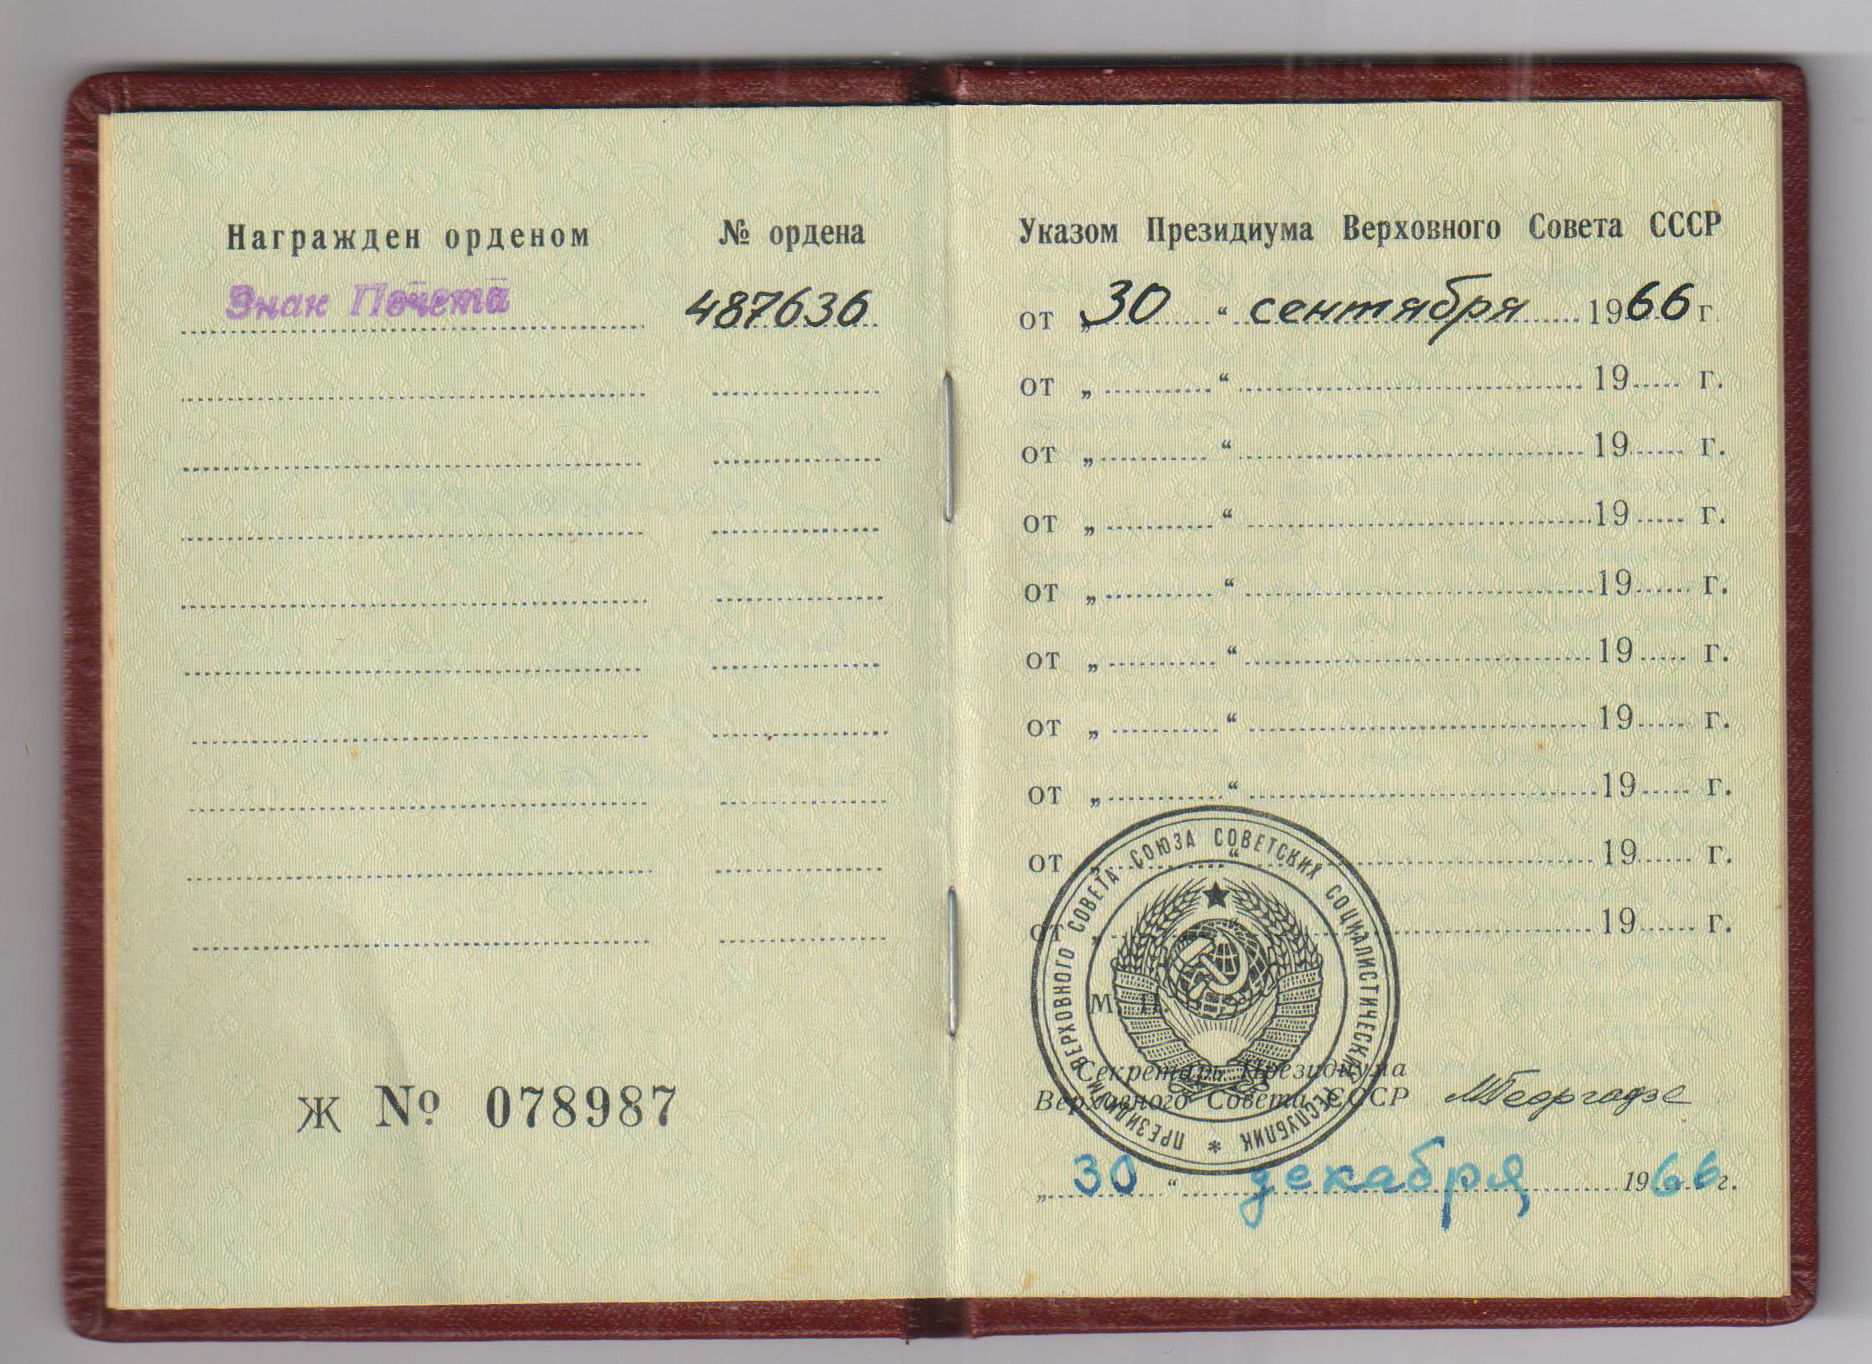 Награжден орденом
№ ордена
Знак Почета
487636
Ж № 078987
Указом Президиума Верховного Совета СССР
от „30“ сентября 1966 г.
от „ “ 19 г.
от „ “ 19 г.
от „ “ 19 г.
от „ “ 19 г.
от „ “ 19 г.
от „ “ 19 г.
от „ “ 19 г.
от „ “ 19 г.
от „ “ 19 г.
ПРЕЗИДИУМ ВЕРХОВНОГО СОВЕТА СОЮЗА СОВЕТСКИХ СОЦИАЛИСТИЧЕСКИХ РЕСПУБЛИК *
М. П.
Секретарь Президиума
Верховного Совета СССР
МГеоргадзе
„30“ декабря 1966 г.